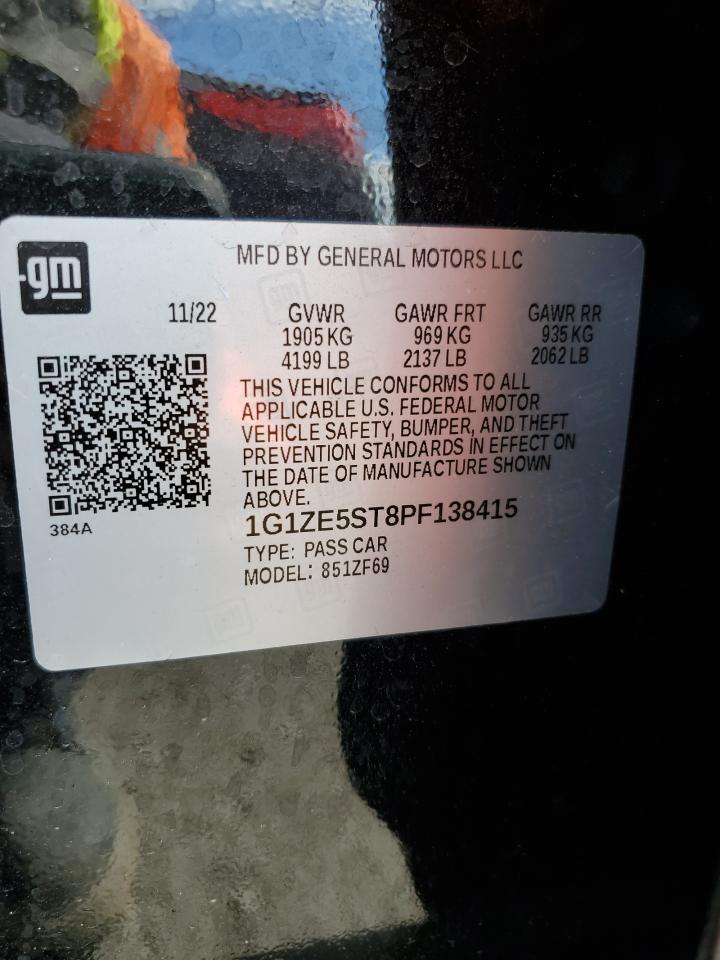 gm
MFD BY GENERAL MOTORS LLC
11/22 GVWR GAWR FRT GAWR RR
1905 KG 969 KG 935 KG
4199 LB 2137 LB 2062 LB
THIS VEHICLE CONFORMS TO ALL
APPLICABLE U.S. FEDERAL MOTOR
VEHICLE SAFETY, BUMPER, AND THEFT
PREVENTION STANDARDS IN EFFECT ON
THE DATE OF MANUFACTURE SHOWN
ABOVE.
384A
1G1ZE5ST8PF138415
TYPE: PASS CAR
MODEL: 851ZF69